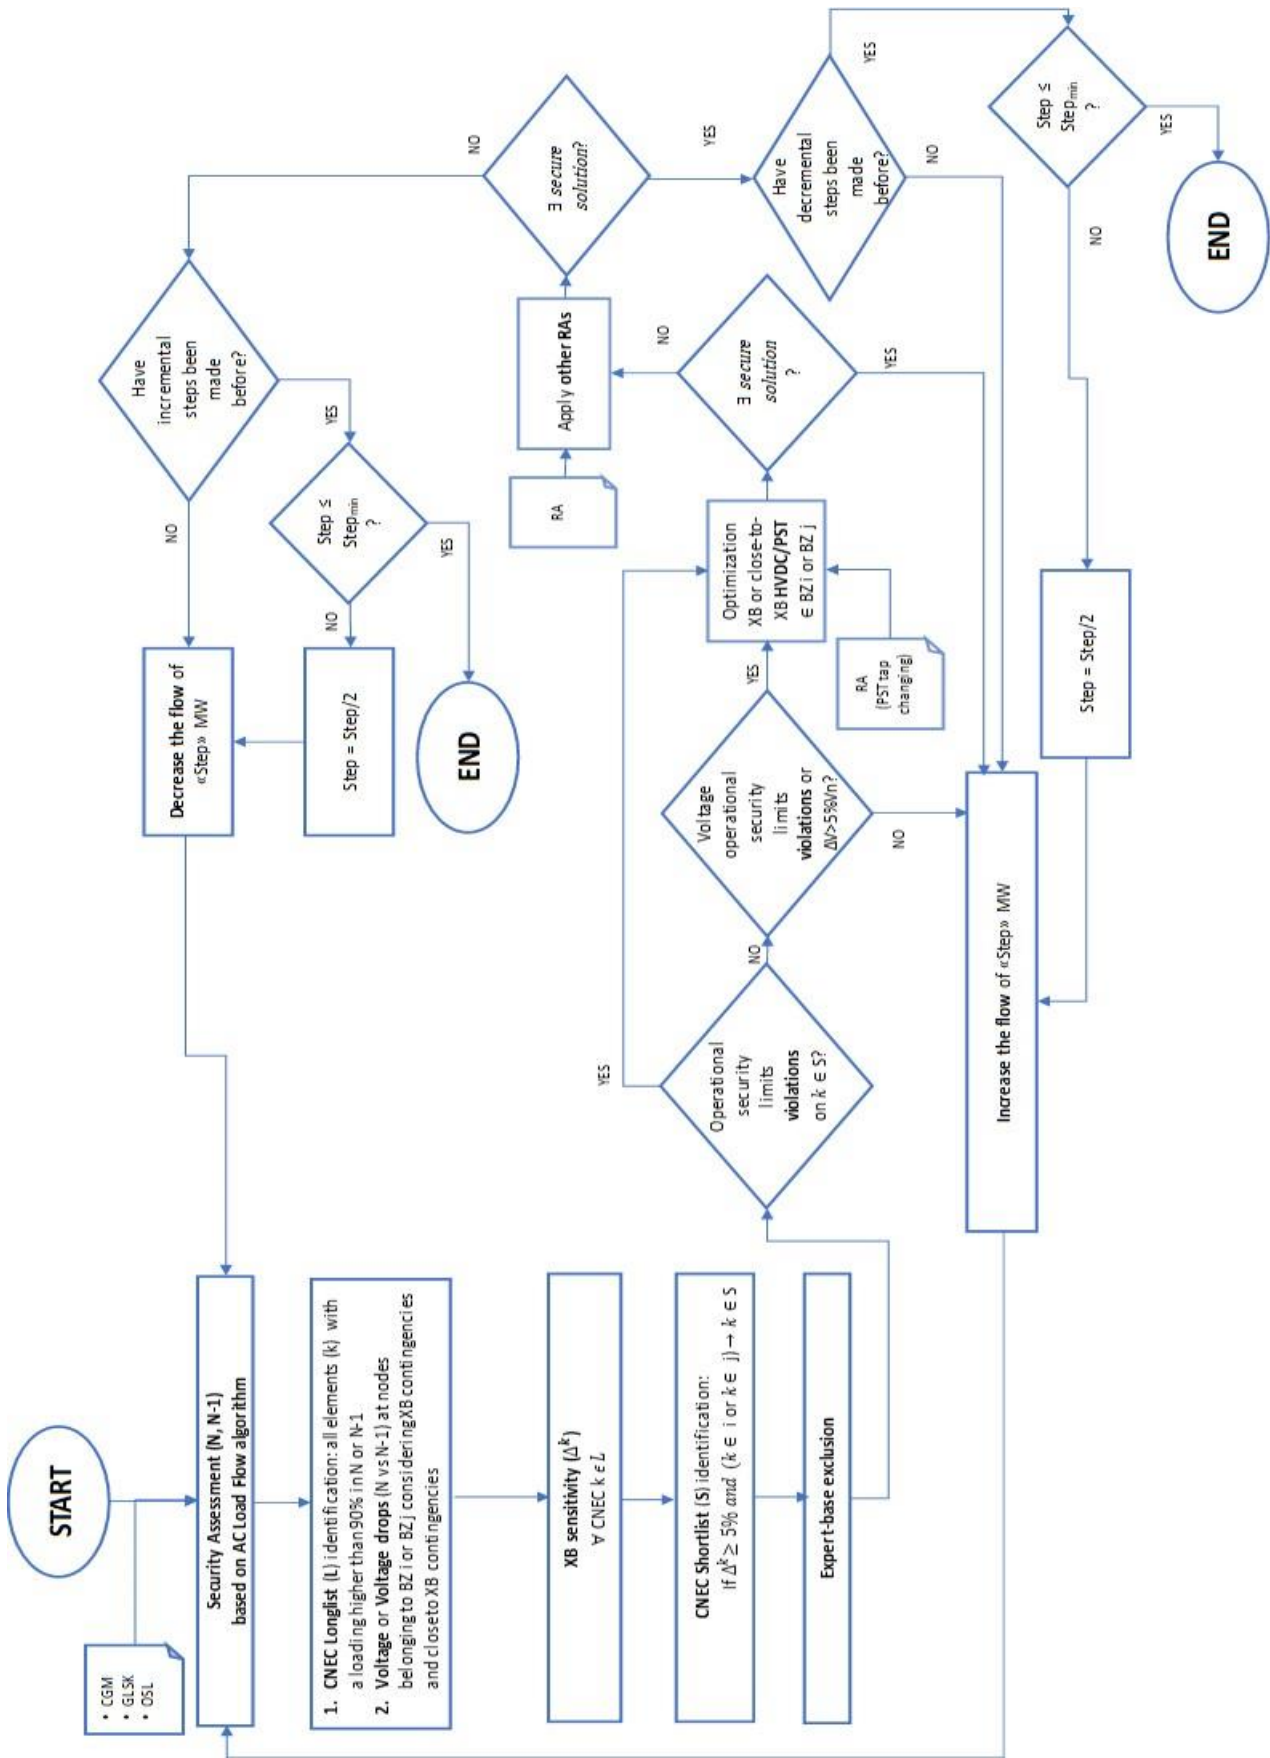 START
• CGM
• GLSK
• OSL
Security Assessment (N, N-1)
based on AC Load Flow algorithm
1. CNEC Longlist (L) identification: all elements (k) with
a loading higher than 90% in N or N-1
2. Voltage or Voltage drops (N vs N-1) at nodes
belonging to BZ i or BZ j considering XB contingencies
and close to XB contingencies
XB sensitivity (Δᵏ)
∀ CNEC k ϵ L
CNEC Shortlist (S) identification:
If Δᵏ ≥ 5% and (k ∈ i or k ∈ j) → k ∈ S
Expert-base exclusion
Operational
security
limits
violations
on k ∈ S?
YES
NO
Voltage
operational
security
limits
violations or
ΔV>5%Vn?
YES
NO
Optimization
XB or close-to-
XB HVDC/PST
∈ BZ i or BZ j
RA
(PST tap
changing)
∃ secure
solution
?
NO
YES
RA
Apply other RAs
∃ secure
solution?
NO
YES
Have
incremental
steps been
made
before?
NO
YES
Step ≤
Stepmin
?
NO
YES
Step = Step/2
Decrease the flow of
«Step» MW
END
Have
decremental
steps been
made
before?
YES
NO
Step ≤
Stepmin
?
YES
NO
END
Step = Step/2
Increase the flow of «Step» MW